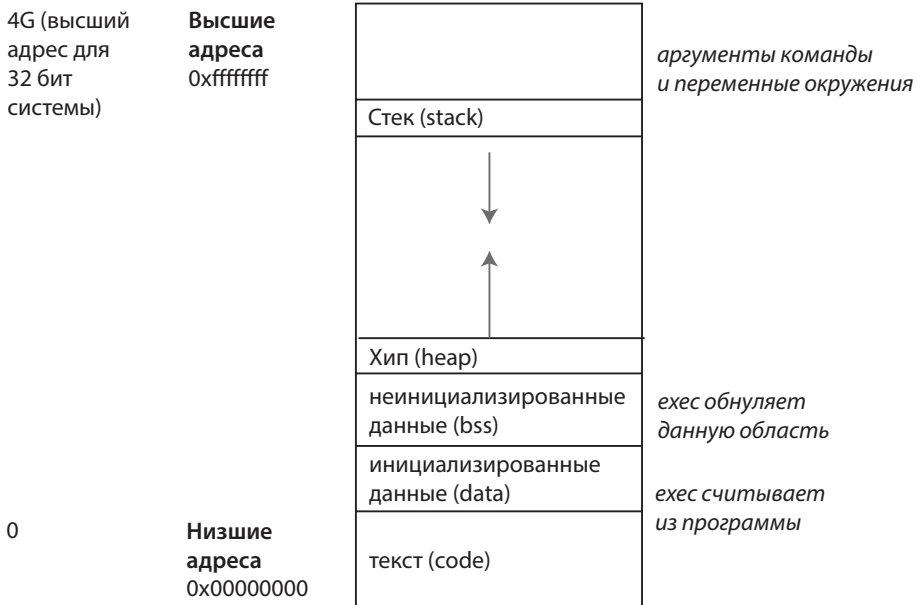 4G (высший
адрес для
32 бит
системы)
Высшие
адреса
0xffffffff
аргументы команды
и переменные окружения
Стек (stack)
Хип (heap)
неинициализированные
данные (bss)
exec обнуляет
данную область
инициализированные
данные (data)
exec считывает
из программы
0
Низшие
адреса
0x00000000
текст (code)